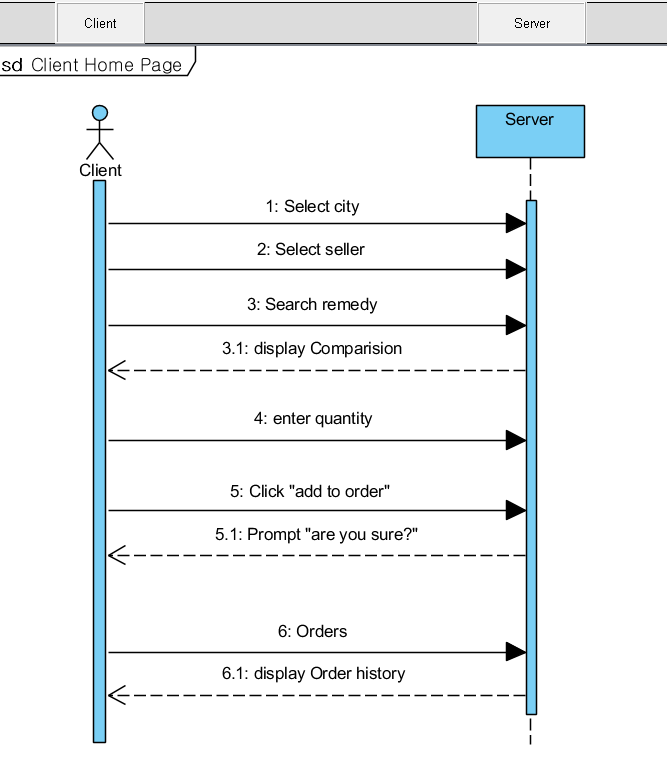 Client
Server
sd Client Home Page
Server
Client
1: Select city
2: Select seller
3: Search remedy
3.1: display Comparision
4: enter quantity
5: Click "add to order"
5.1: Prompt "are you sure?"
6: Orders
6.1: display Order history